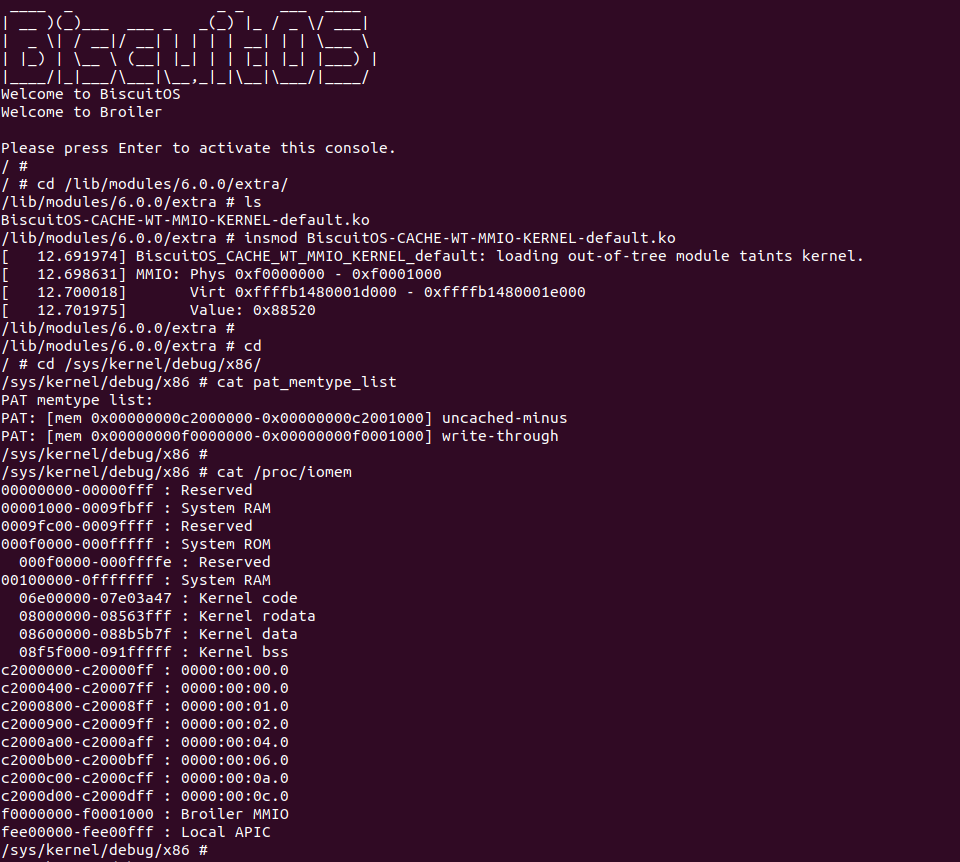 ____  _                _ _    ___  ____
| __ )(_)___  ___ _   _(_) |_ / _ \/ ___|
|  _ \| / __|/ __| | | | | __| | | \___ \
| |_) | \__ \ (__| |_| | | |_| |_| |___) |
|____/|_|___/\___|\__,_|_|\__|\___/|____/
Welcome to BiscuitOS
Welcome to Broiler
Please press Enter to activate this console.
/ #
/ # cd /lib/modules/6.0.0/extra/
/lib/modules/6.0.0/extra # ls
BiscuitOS-CACHE-WT-MMIO-KERNEL-default.ko
/lib/modules/6.0.0/extra # insmod BiscuitOS-CACHE-WT-MMIO-KERNEL-default.ko
[   12.691974] BiscuitOS_CACHE_WT_MMIO_KERNEL_default: loading out-of-tree module taints kernel.
[   12.698631] MMIO: Phys 0xf0000000 - 0xf0001000
[   12.700018]       Virt 0xffffb1480001d000 - 0xffffb1480001e000
[   12.701975]       Value: 0x88520
/lib/modules/6.0.0/extra #
/lib/modules/6.0.0/extra # cd
/ # cd /sys/kernel/debug/x86/
/sys/kernel/debug/x86 # cat pat_memtype_list
PAT memtype list:
PAT: [mem 0x00000000c2000000-0x00000000c2001000] uncached-minus
PAT: [mem 0x00000000f0000000-0x00000000f0001000] write-through
/sys/kernel/debug/x86 #
/sys/kernel/debug/x86 # cat /proc/iomem
00000000-00000fff : Reserved
00001000-0009fbff : System RAM
0009fc00-0009ffff : Reserved
000f0000-000fffff : System ROM
  000f0000-000ffffe : Reserved
00100000-0fffffff : System RAM
  06e00000-07e03a47 : Kernel code
  08000000-08563fff : Kernel rodata
  08600000-088b5b7f : Kernel data
  08f5f000-091fffff : Kernel bss
c2000000-c20000ff : 0000:00:00.0
c2000400-c20007ff : 0000:00:00.0
c2000800-c20008ff : 0000:00:01.0
c2000900-c20009ff : 0000:00:02.0
c2000a00-c2000aff : 0000:00:04.0
c2000b00-c2000bff : 0000:00:06.0
c2000c00-c2000cff : 0000:00:0a.0
c2000d00-c2000dff : 0000:00:0c.0
f0000000-f0001000 : Broiler MMIO
fee00000-fee00fff : Local APIC
/sys/kernel/debug/x86 #